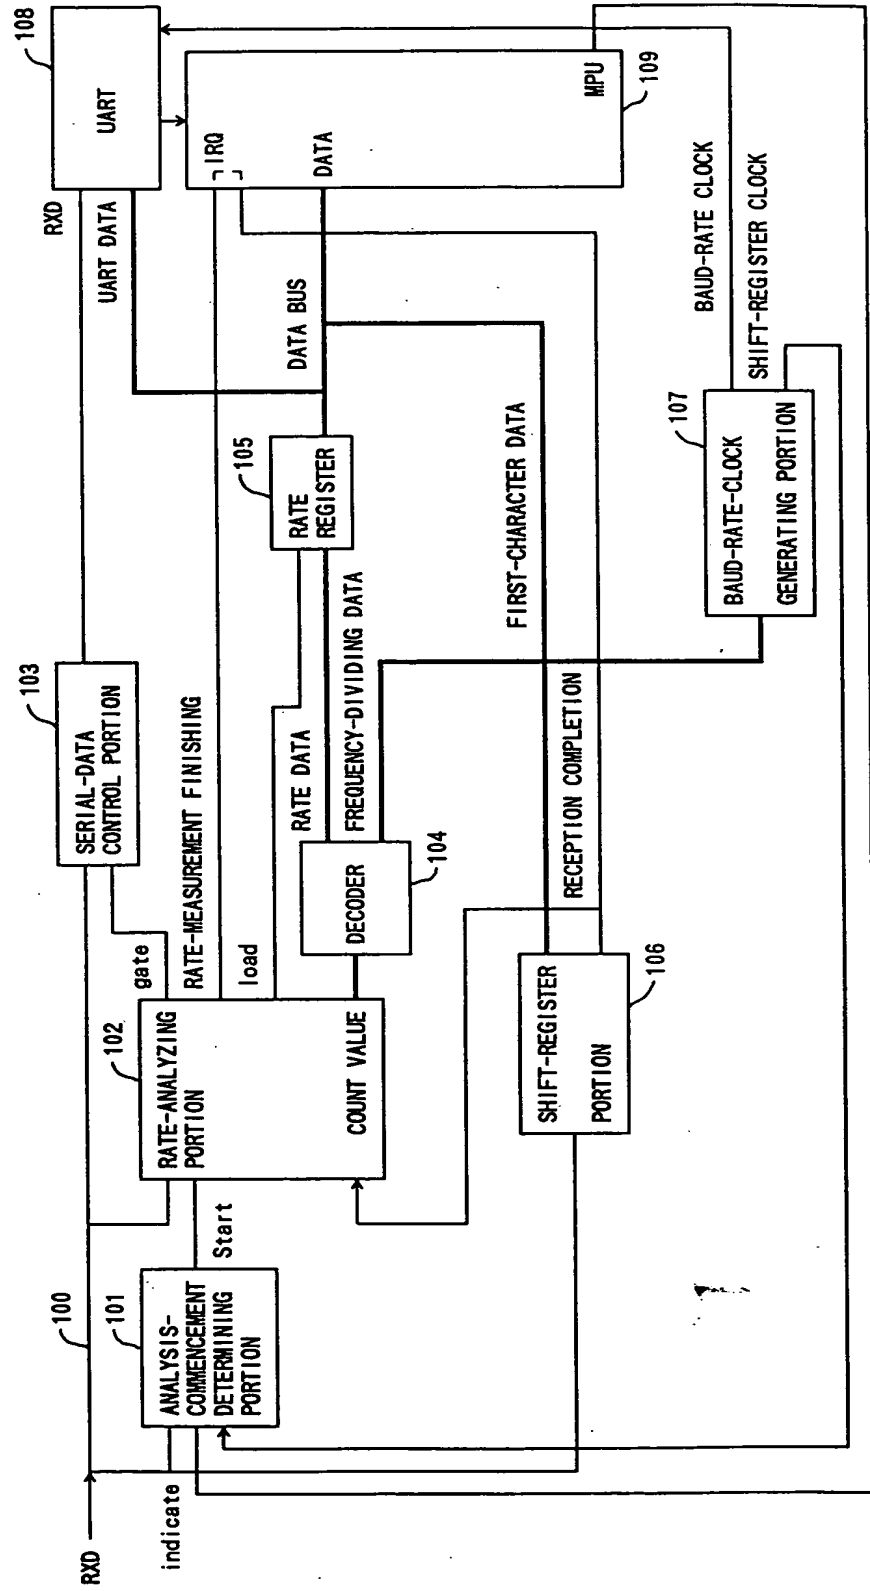 RXD
indicate
100
101
ANALYSIS-
COMMENCEMENT
DETERMINING
PORTION
Start
102
RATE-ANALYZING
PORTION
COUNT VALUE
gate
RATE-MEASUREMENT FINISHING
load
103
SERIAL-DATA
CONTROL PORTION
DECODER
104
RATE DATA
FREQUENCY-DIVIDING DATA
105
RATE
REGISTER
SHIFT-REGISTER
PORTION
106
RECEPTION COMPLETION
FIRST-CHARACTER DATA
107
BAUD-RATE-CLOCK
GENERATING PORTION
BAUD-RATE CLOCK
SHIFT-REGISTER CLOCK
DATA BUS
RXD
UART DATA
108
UART
IRQ
DATA
MPU
109